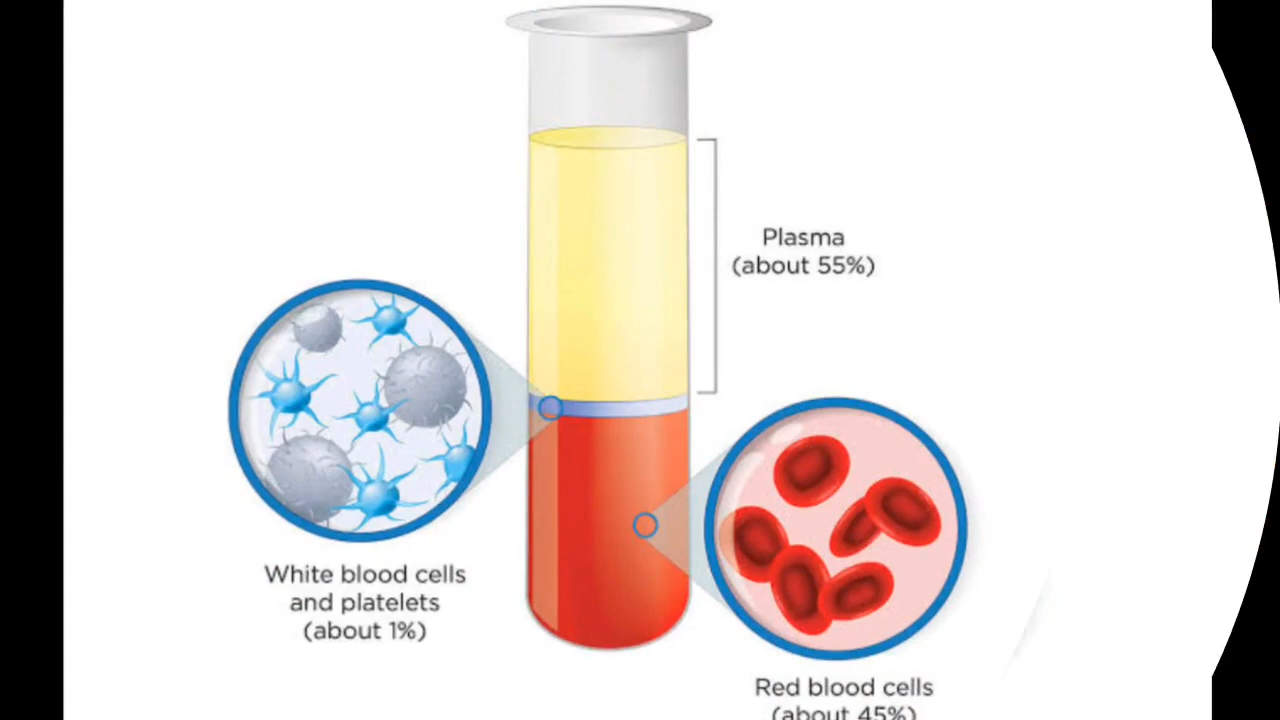 Plasma
(about 55%)
White blood cells
and platelets
(about 1%)
Red blood cells
(about 45%)